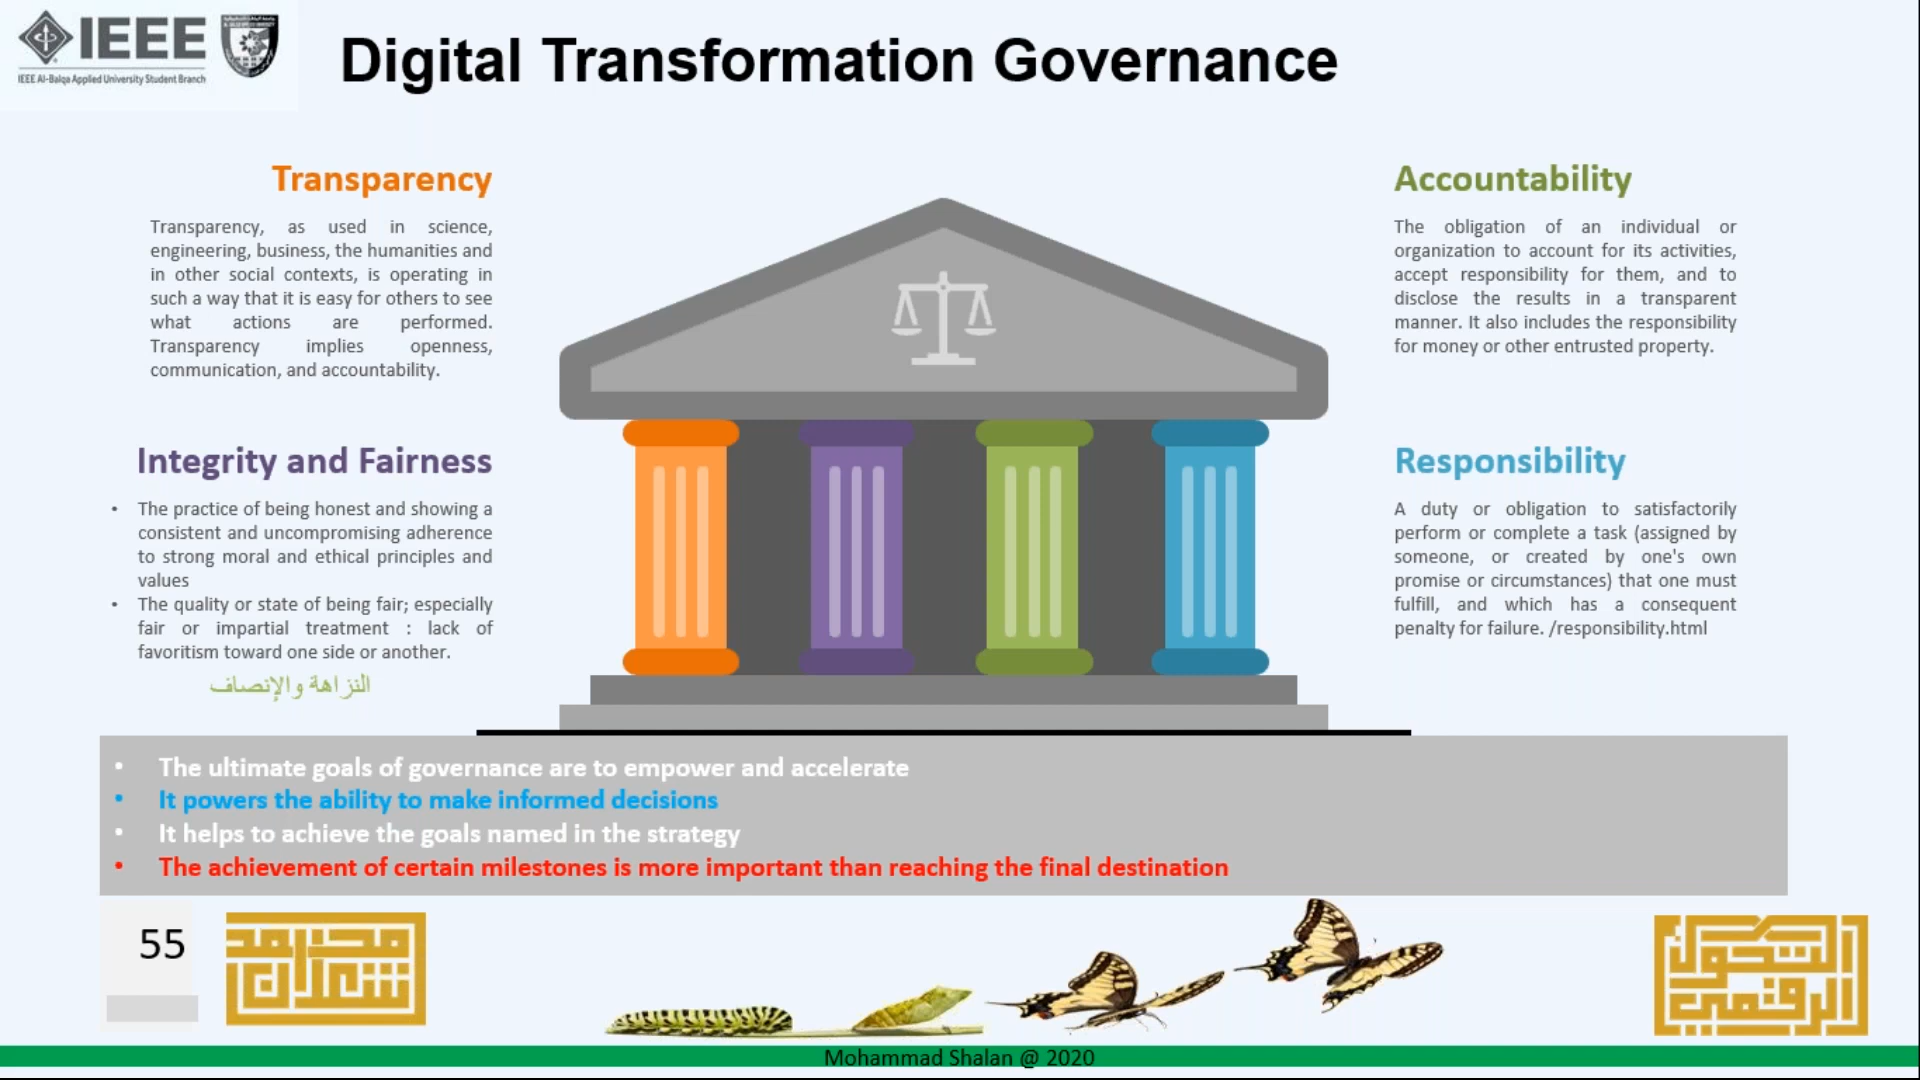 IEEE
IEEE Al-Balqa Applied University Student Branch
Digital Transformation Governance
Transparency
Transparency, as used in science,
engineering, business, the humanities and
in other social contexts, is operating in
such a way that it is easy for others to see
what actions are performed.
Transparency implies openness,
communication, and accountability.
Integrity and Fairness
• The practice of being honest and showing a
consistent and uncompromising adherence
to strong moral and ethical principles and
values
• The quality or state of being fair; especially
fair or impartial treatment : lack of
favoritism toward one side or another.
النزاهة والإنصاف
Accountability
The obligation of an individual or
organization to account for its activities,
accept responsibility for them, and to
disclose the results in a transparent
manner. It also includes the responsibility
for money or other entrusted property.
Responsibility
A duty or obligation to satisfactorily
perform or complete a task (assigned by
someone, or created by one's own
promise or circumstances) that one must
fulfill, and which has a consequent
penalty for failure. /responsibility.html
• The ultimate goals of governance are to empower and accelerate
• It powers the ability to make informed decisions
• It helps to achieve the goals named in the strategy
• The achievement of certain milestones is more important than reaching the final destination
55
محمد
شعلان
التحول
الرقمي
Mohammad Shalan @ 2020